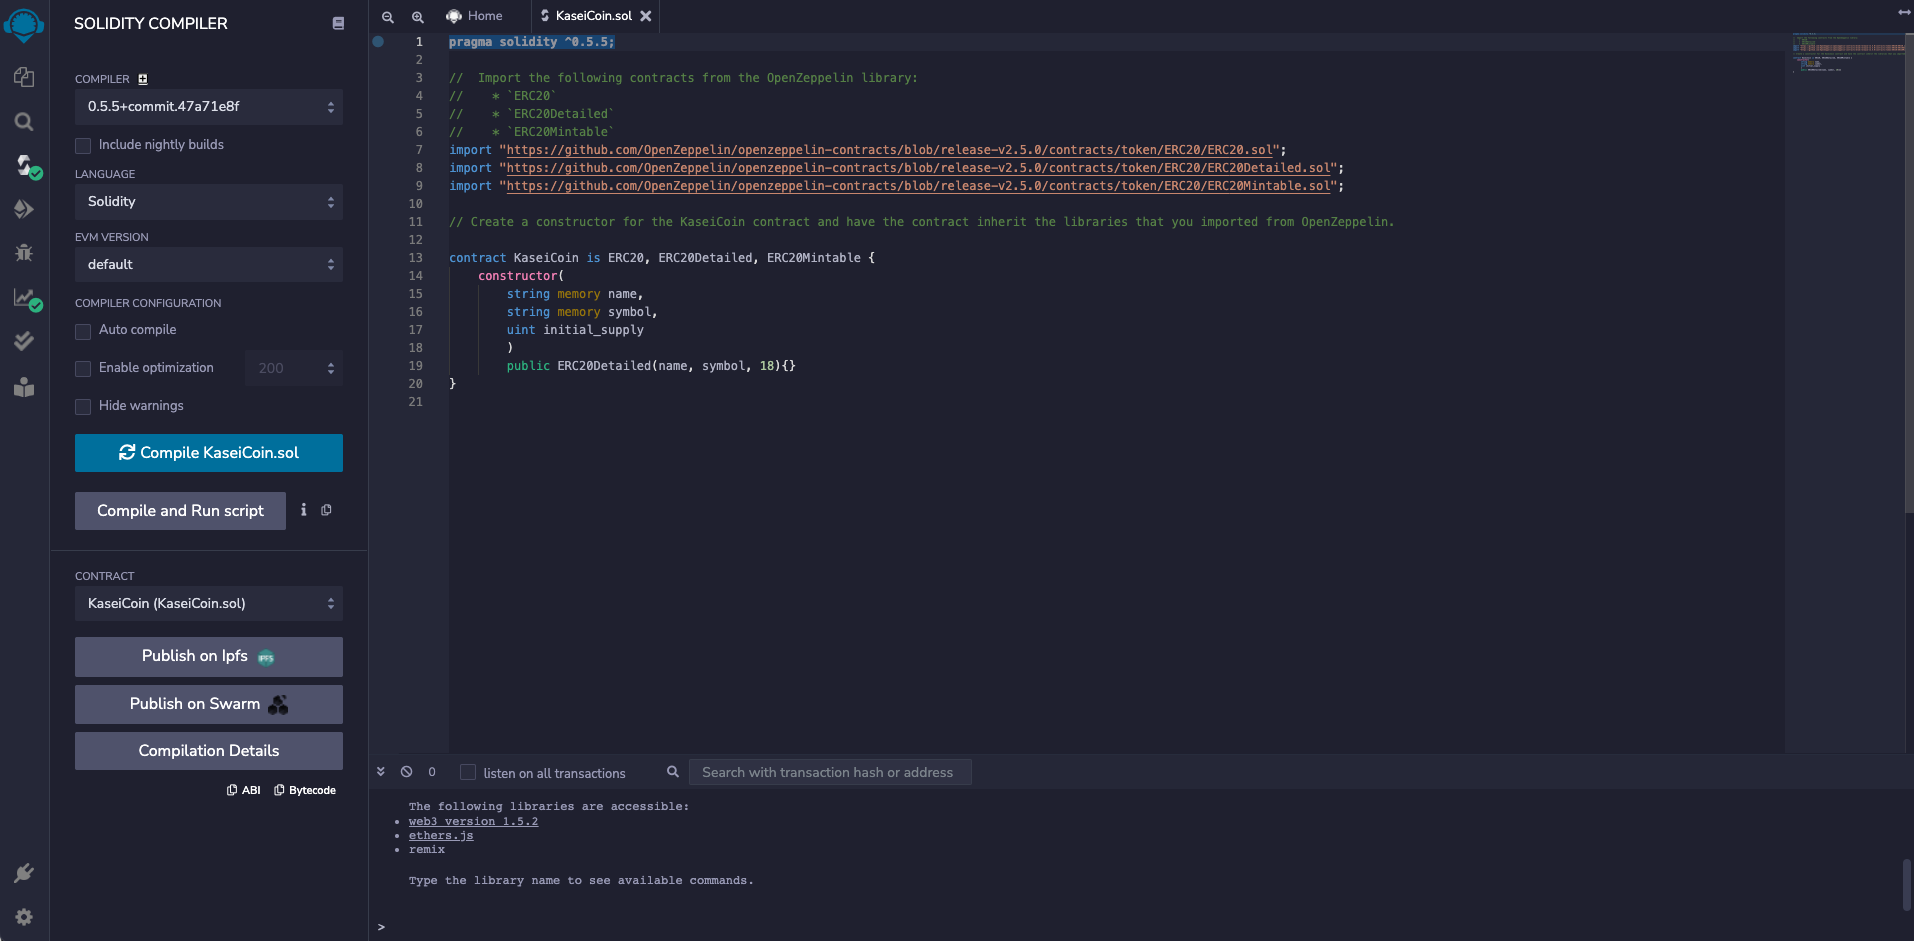 SOLIDITY COMPILER
COMPILER
0.5.5+commit.47a71e8f
Include nightly builds
LANGUAGE
Solidity
EVM VERSION
default
COMPILER CONFIGURATION
Auto compile
Enable optimization
200
Hide warnings
Compile KaseiCoin.sol
Compile and Run script
CONTRACT
KaseiCoin (KaseiCoin.sol)
Publish on Ipfs
IPFS
Publish on Swarm
Compilation Details
ABI
Bytecode
Home
KaseiCoin.sol
1 pragma solidity ^0.5.5;
2
3 //  Import the following contracts from the OpenZeppelin library:
4 //    * `ERC20`
5 //    * `ERC20Detailed`
6 //    * `ERC20Mintable`
7 import "https://github.com/OpenZeppelin/openzeppelin-contracts/blob/release-v2.5.0/contracts/token/ERC20/ERC20.sol";
8 import "https://github.com/OpenZeppelin/openzeppelin-contracts/blob/release-v2.5.0/contracts/token/ERC20/ERC20Detailed.sol";
9 import "https://github.com/OpenZeppelin/openzeppelin-contracts/blob/release-v2.5.0/contracts/token/ERC20/ERC20Mintable.sol";
10
11 // Create a constructor for the KaseiCoin contract and have the contract inherit the libraries that you imported from OpenZeppelin.
12
13 contract KaseiCoin is ERC20, ERC20Detailed, ERC20Mintable {
14     constructor(
15         string memory name,
16         string memory symbol,
17         uint initial_supply
18         )
19         public ERC20Detailed(name, symbol, 18){}
20 }
21
0
listen on all transactions
Search with transaction hash or address
The following libraries are accessible:
• web3 version 1.5.2
• ethers.js
• remix
Type the library name to see available commands.
>